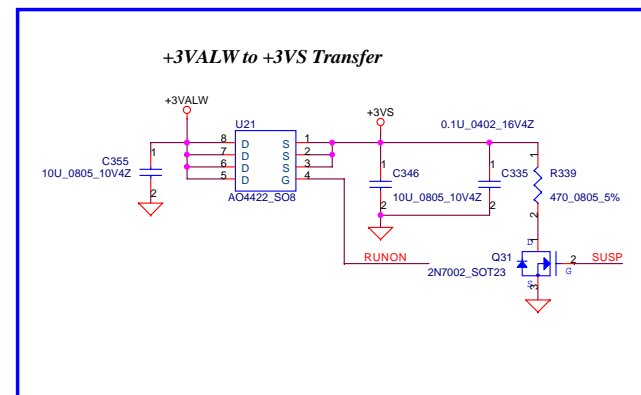 +3VALW to +3VS Transfer
+3VALW
U21
+3VS
0.1U_0402_16V4Z
C355
10U_0805_10V4Z
1
2
8
7
6
5
D
D
D
D
S
S
S
G
1
2
3
4
AO4422_SO8
1
2
C346
10U_0805_10V4Z
1
2
C335
1
2
R339
470_0805_5%
RUNON
Q31
2N7002_SOT23
D
1
2
G
S
3
SUSP